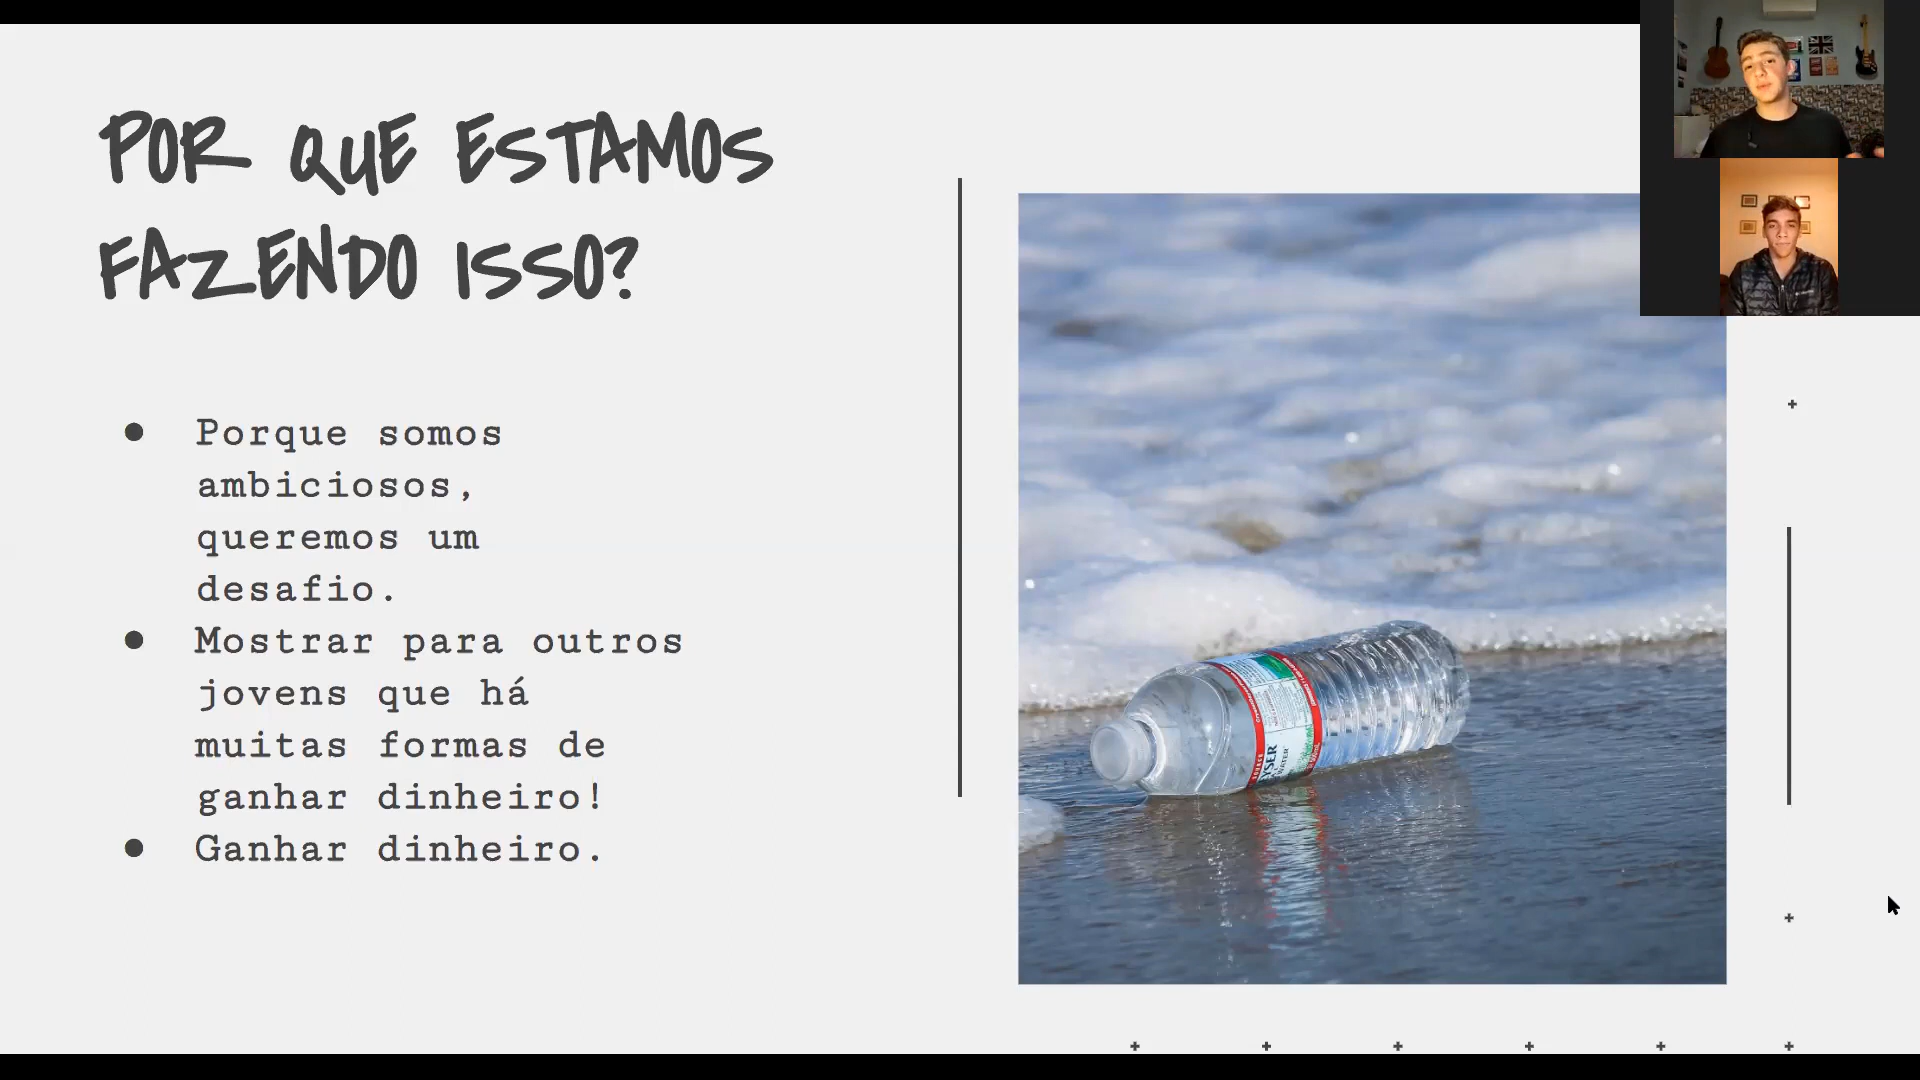 POR QUE ESTAMOS
FAZENDO ISSO?
● Porque somos
ambiciosos,
queremos um
desafio.
● Mostrar para outros
jovens que há
muitas formas de
ganhar dinheiro!
● Ganhar dinheiro.